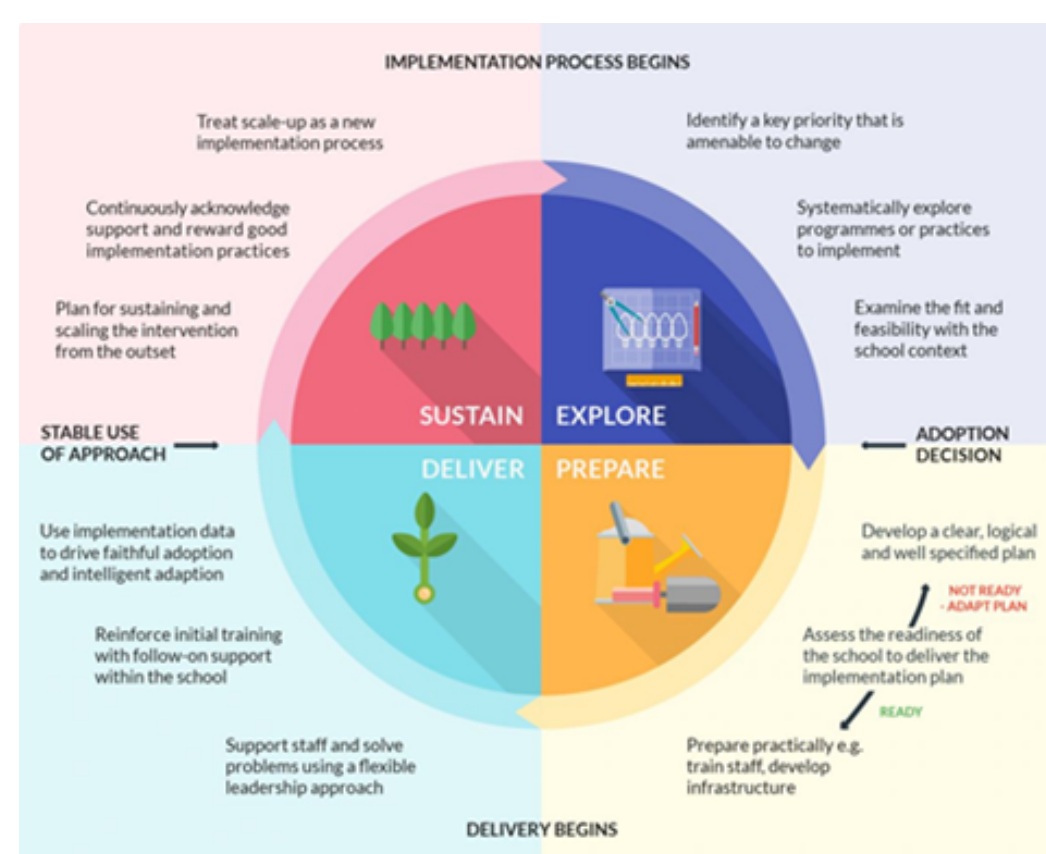 IMPLEMENTATION PROCESS BEGINS
Identify a key priority that is
amenable to change
Systematically explore
programmes or practices
to implement
Examine the fit and
feasibility with the
school context
EXPLORE
ADOPTION
DECISION
PREPARE
Develop a clear, logical
and well specified plan
NOT READY
- ADAPT PLAN
Assess the readiness of
the school to deliver the
implementation plan
READY
Prepare practically e.g.
train staff, develop
infrastructure
DELIVERY BEGINS
DELIVER
Support staff and solve
problems using a flexible
leadership approach
Reinforce initial training
with follow-on support
within the school
Use implementation data
to drive faithful adoption
and intelligent adaption
STABLE USE
OF APPROACH
SUSTAIN
Plan for sustaining and
scaling the intervention
from the outset
Continuously acknowledge
support and reward good
implementation practices
Treat scale-up as a new
implementation process